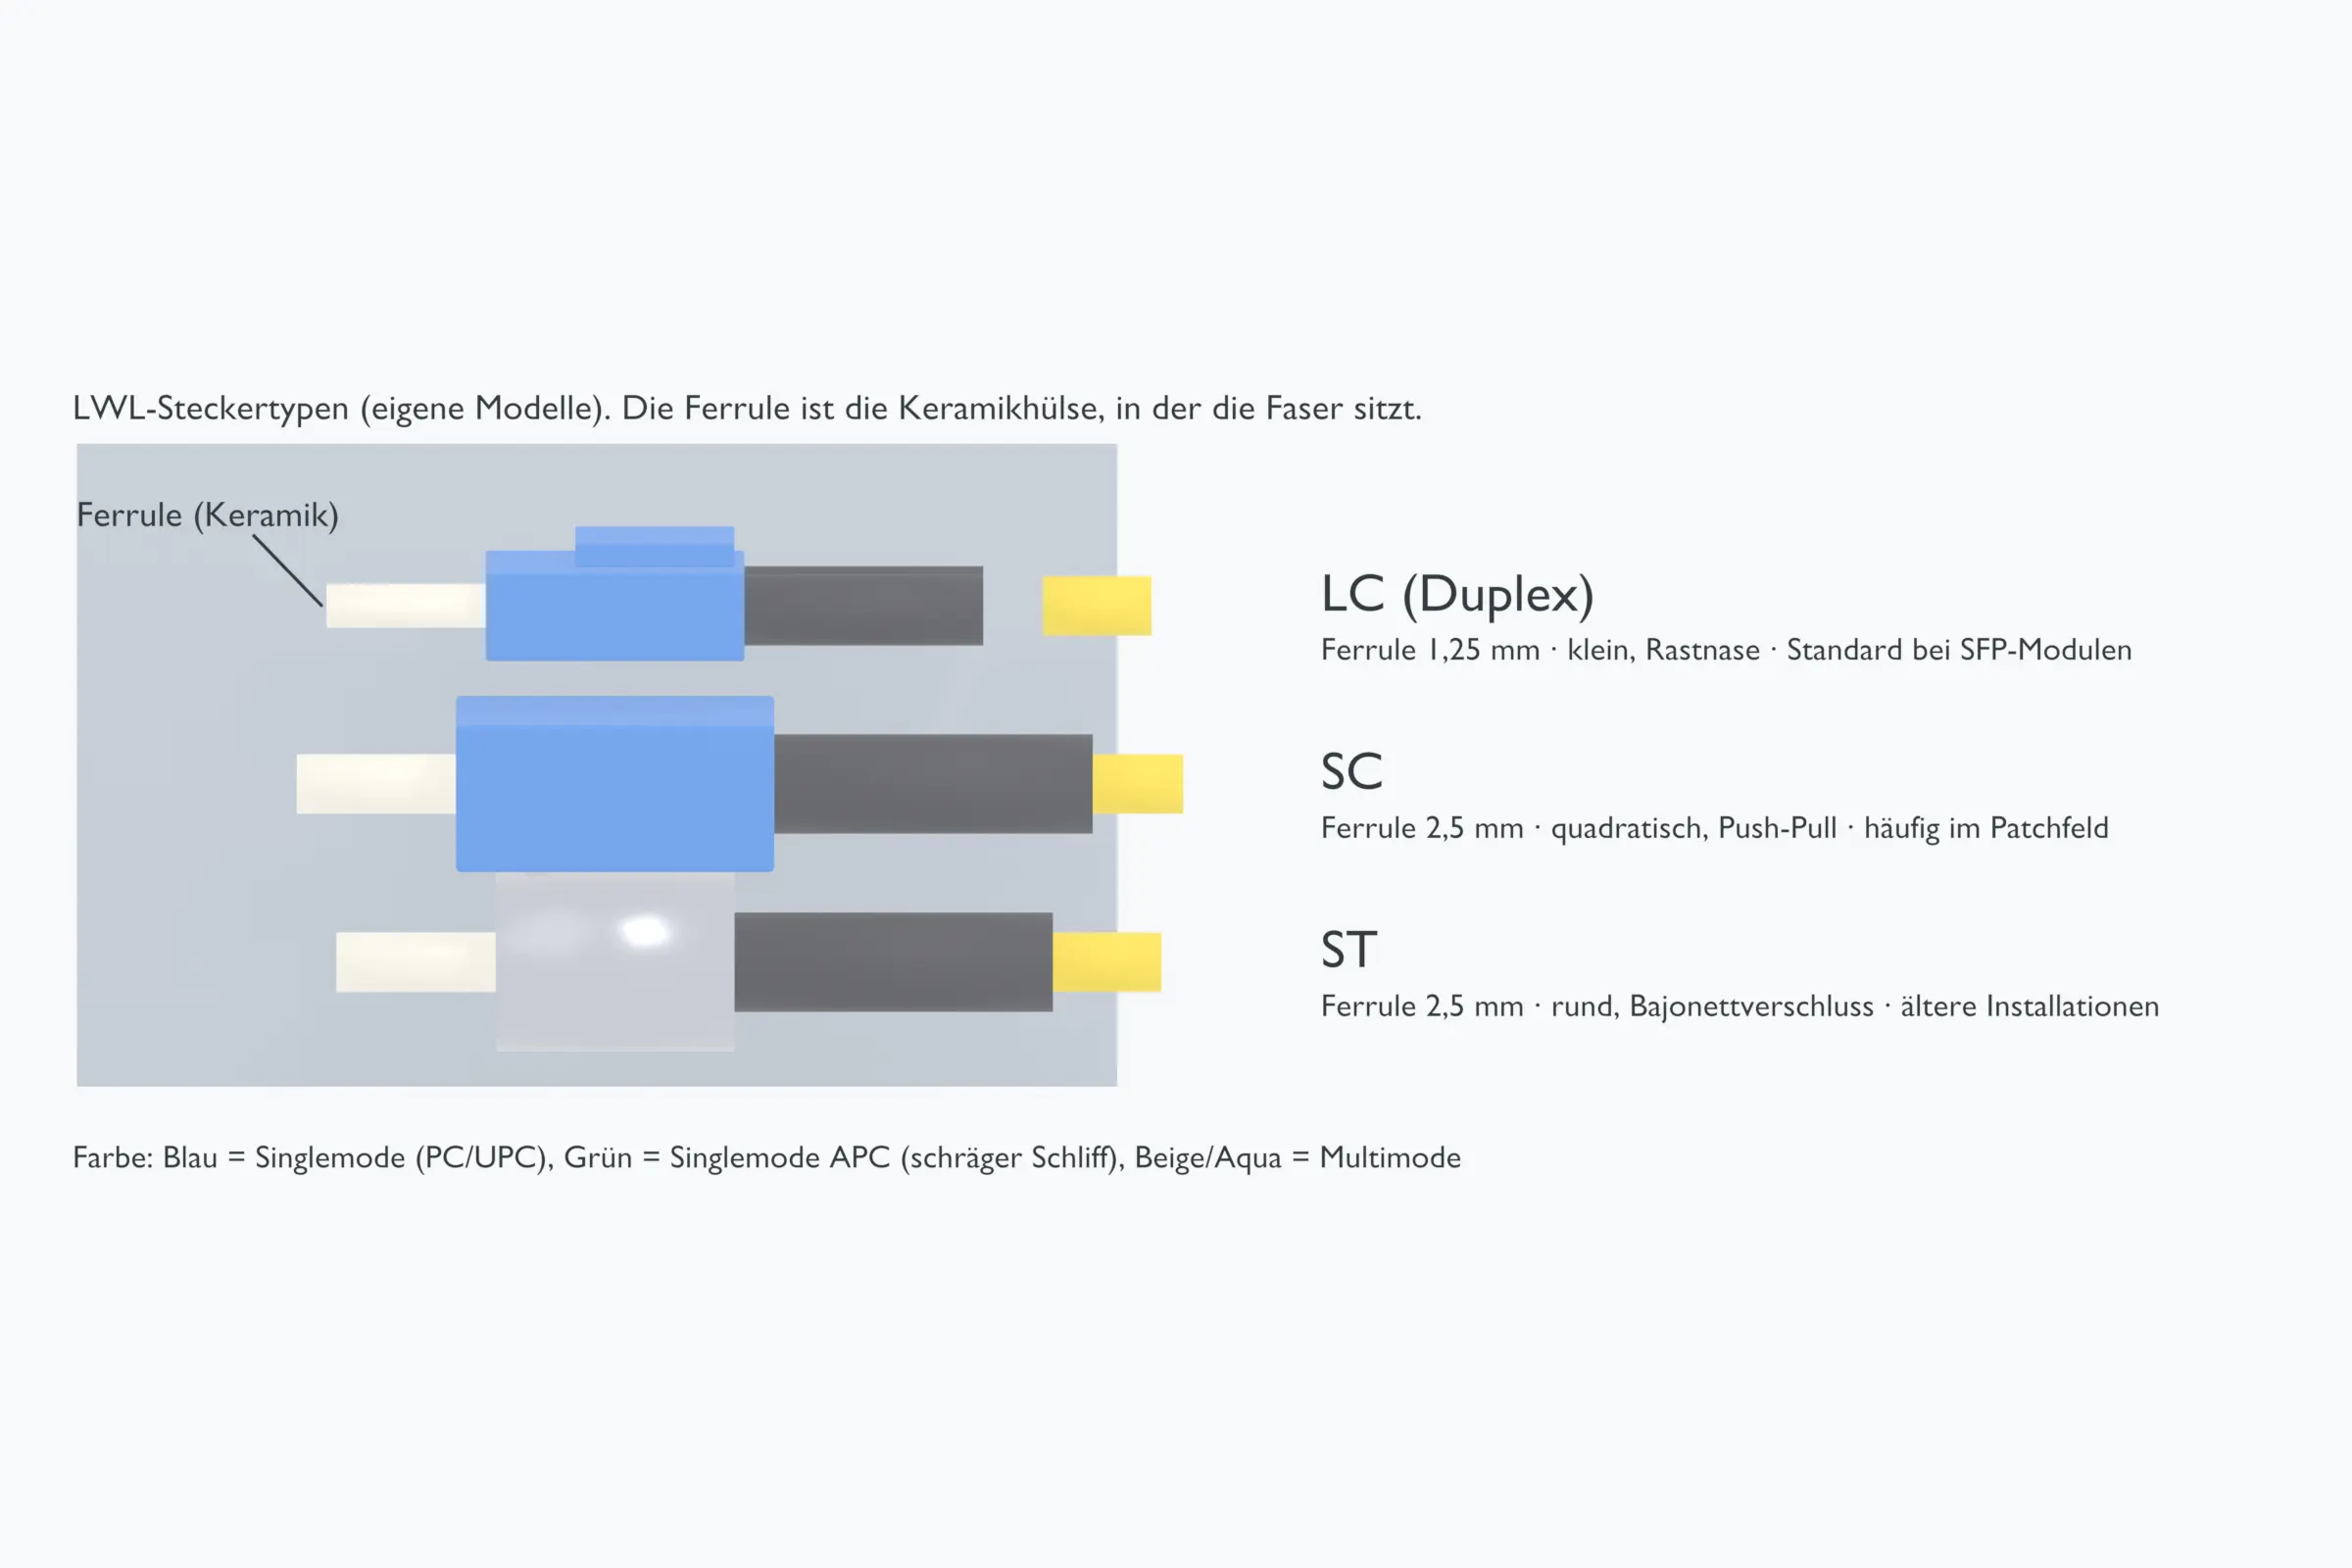 LWL-Steckertypen (eigene Modelle). Die Ferrule ist die Keramikhülse, in der die Faser sitzt.
Ferrule (Keramik)
LC (Duplex)
Ferrule 1,25 mm · klein, Rastnase · Standard bei SFP-Modulen
SC
Ferrule 2,5 mm · quadratisch, Push-Pull · häufig im Patchfeld
ST
Ferrule 2,5 mm · rund, Bajonettverschluss · ältere Installationen
Farbe: Blau = Singlemode (PC/UPC), Grün = Singlemode APC (schräger Schliff), Beige/Aqua = Multimode